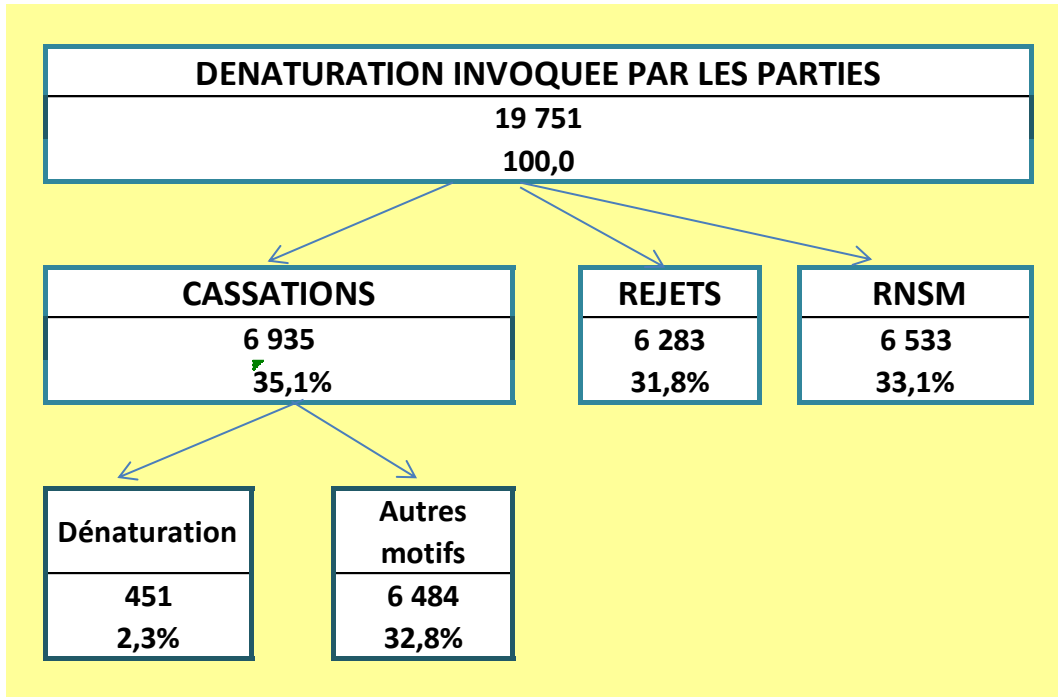 DENATURATION INVOQUEE PAR LES PARTIES
19 751
100,0
CASSATIONS
6 935
35,1%
REJETS
6 283
31,8%
RNSM
6 533
33,1%
Dénaturation
451
2,3%
Autres
motifs
6 484
32,8%